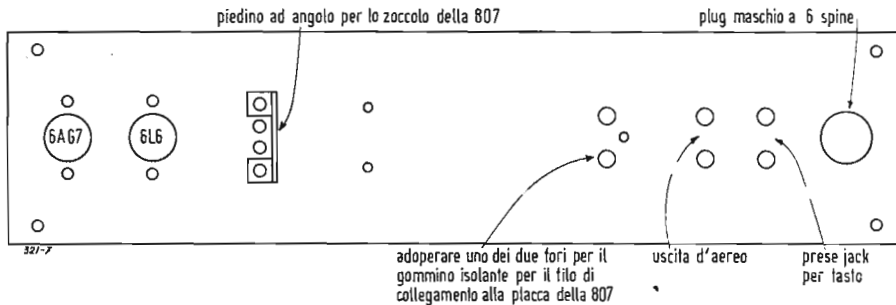 piedino ad angolo per lo zoccolo della 807
plug maschio a 6 spine
6AG7
6L6
321-7
adoperare uno dei due fori per il
gommino isolante per il filo di
collegamento alla placca della 807
uscita d'aereo
prese jack
per tasto